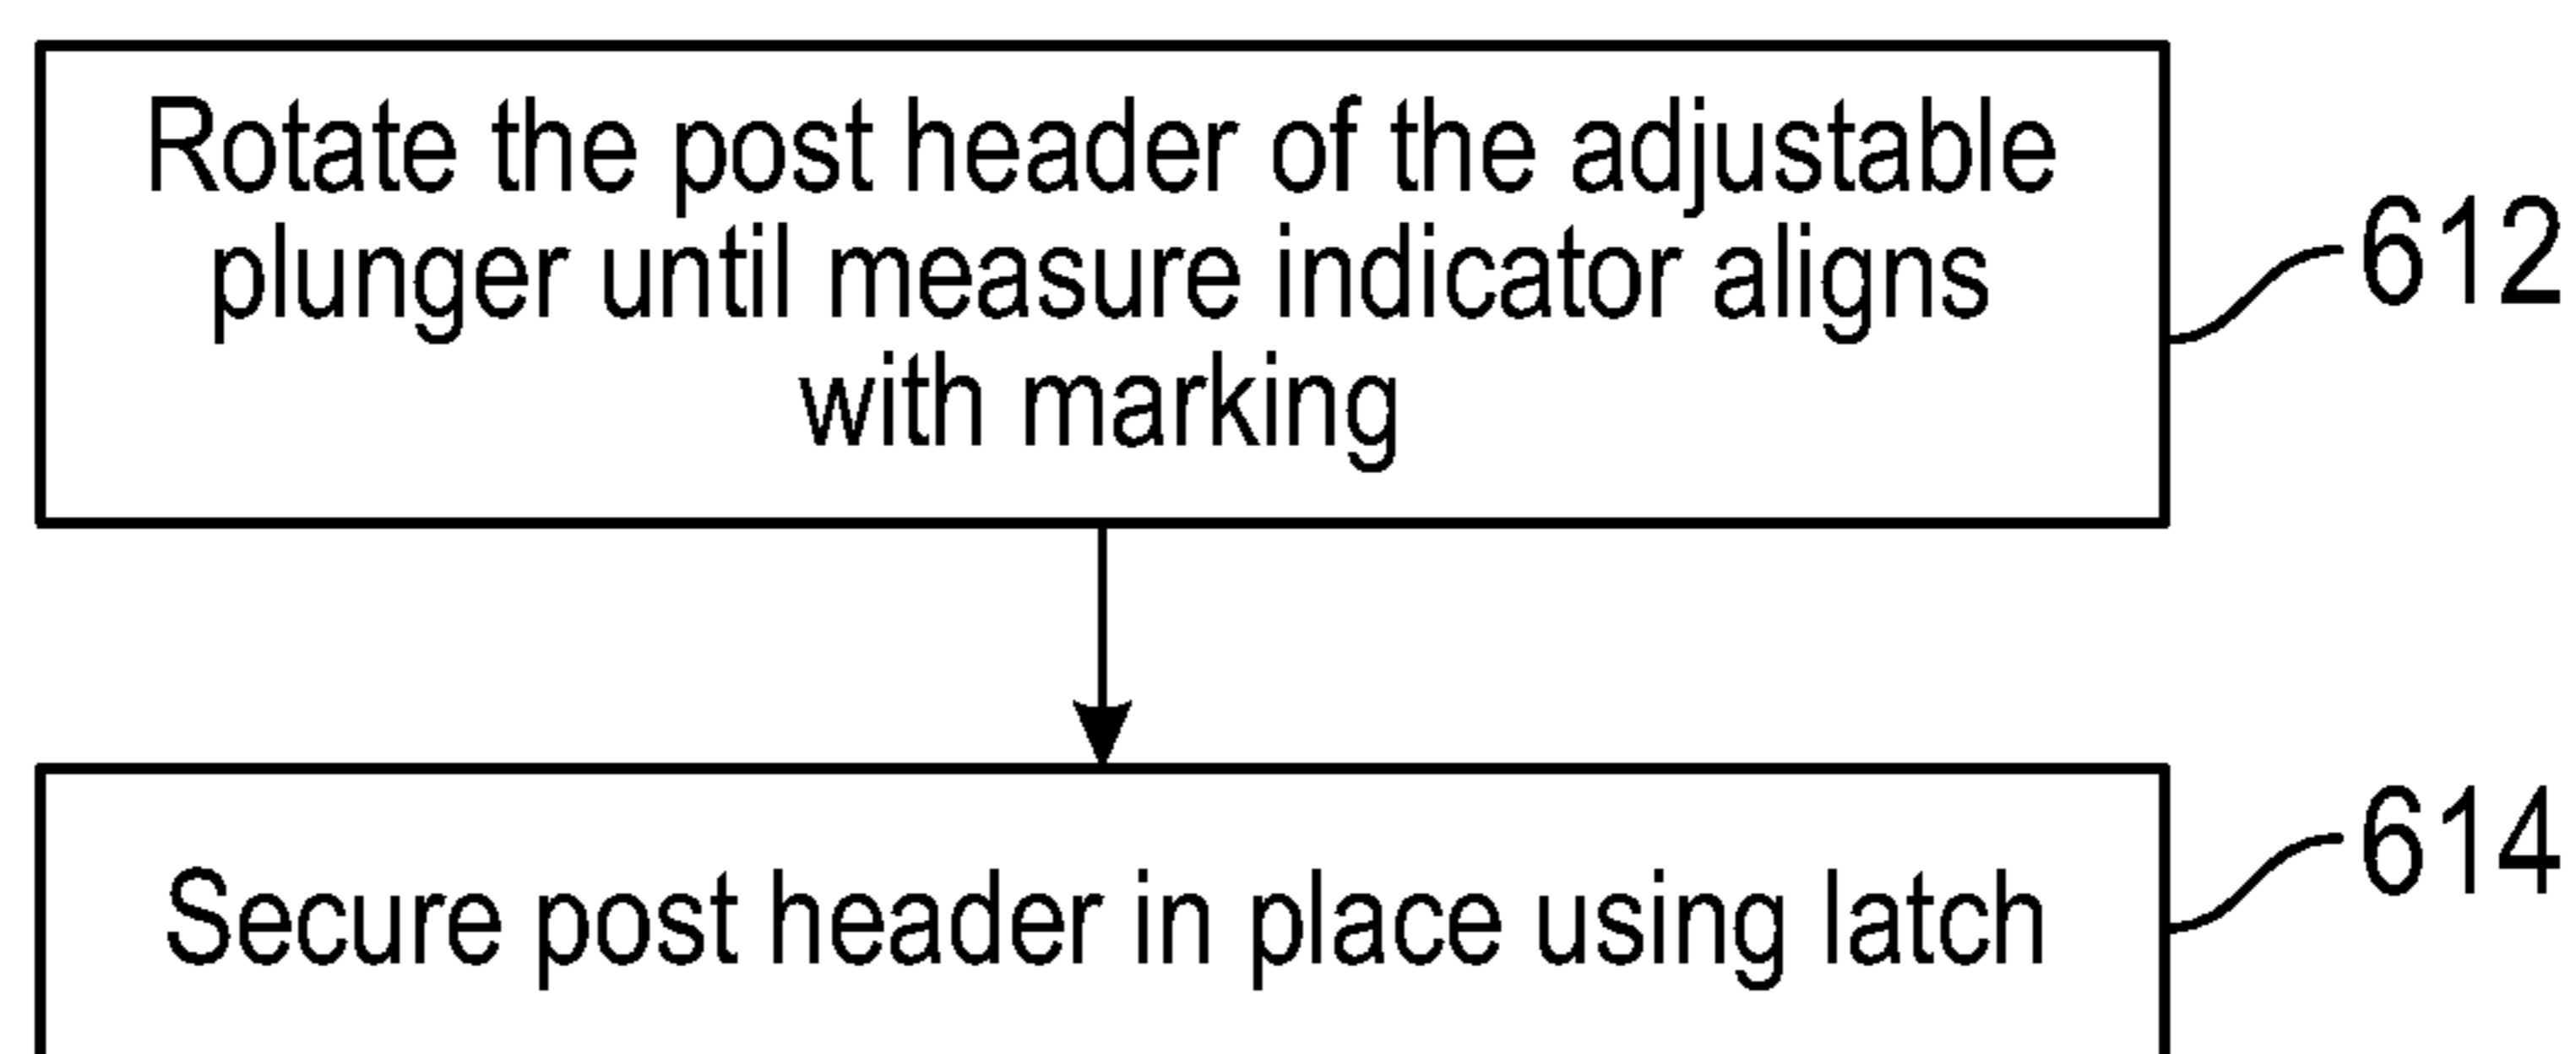 Rotate the post header of the adjustable
plunger until measure indicator aligns
with marking
612
Secure post header in place using latch
614